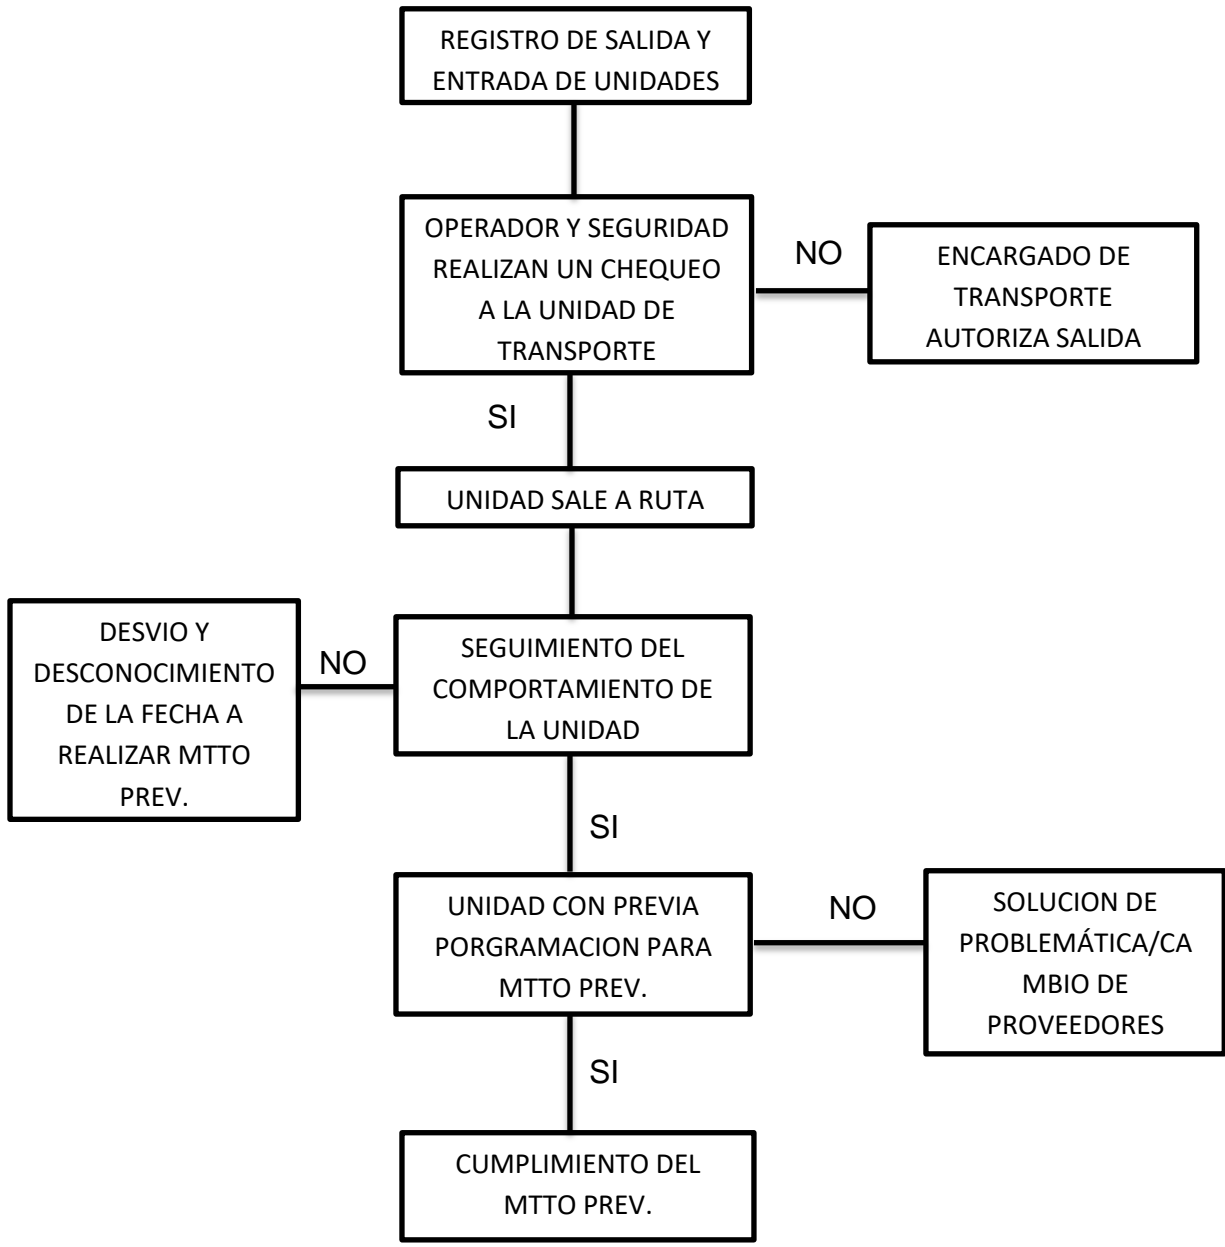 REGISTRO DE SALIDA Y
ENTRADA DE UNIDADES
OPERADOR Y SEGURIDAD
REALIZAN UN CHEQUEO
A LA UNIDAD DE
TRANSPORTE
NO
ENCARGADO DE
TRANSPORTE
AUTORIZA SALIDA
SI
UNIDAD SALE A RUTA
DESVIO Y
DESCONOCIMIENTO
DE LA FECHA A
REALIZAR MTTO
PREV.
NO
SEGUIMIENTO DEL
COMPORTAMIENTO DE
LA UNIDAD
SI
UNIDAD CON PREVIA
PORGRAMACION PARA
MTTO PREV.
NO
SOLUCION DE
PROBLEMÁTICA/CA
MBIO DE
PROVEEDORES
SI
CUMPLIMIENTO DEL
MTTO PREV.